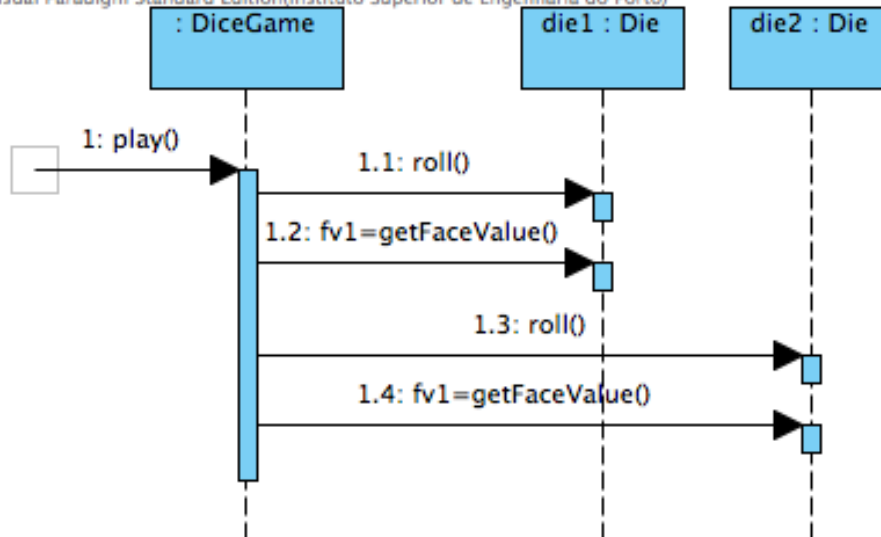 : DiceGame
die1 : Die
die2 : Die
1: play()
1.1: roll()
1.2: fv1=getFaceValue()
1.3: roll()
1.4: fv1=getFaceValue()